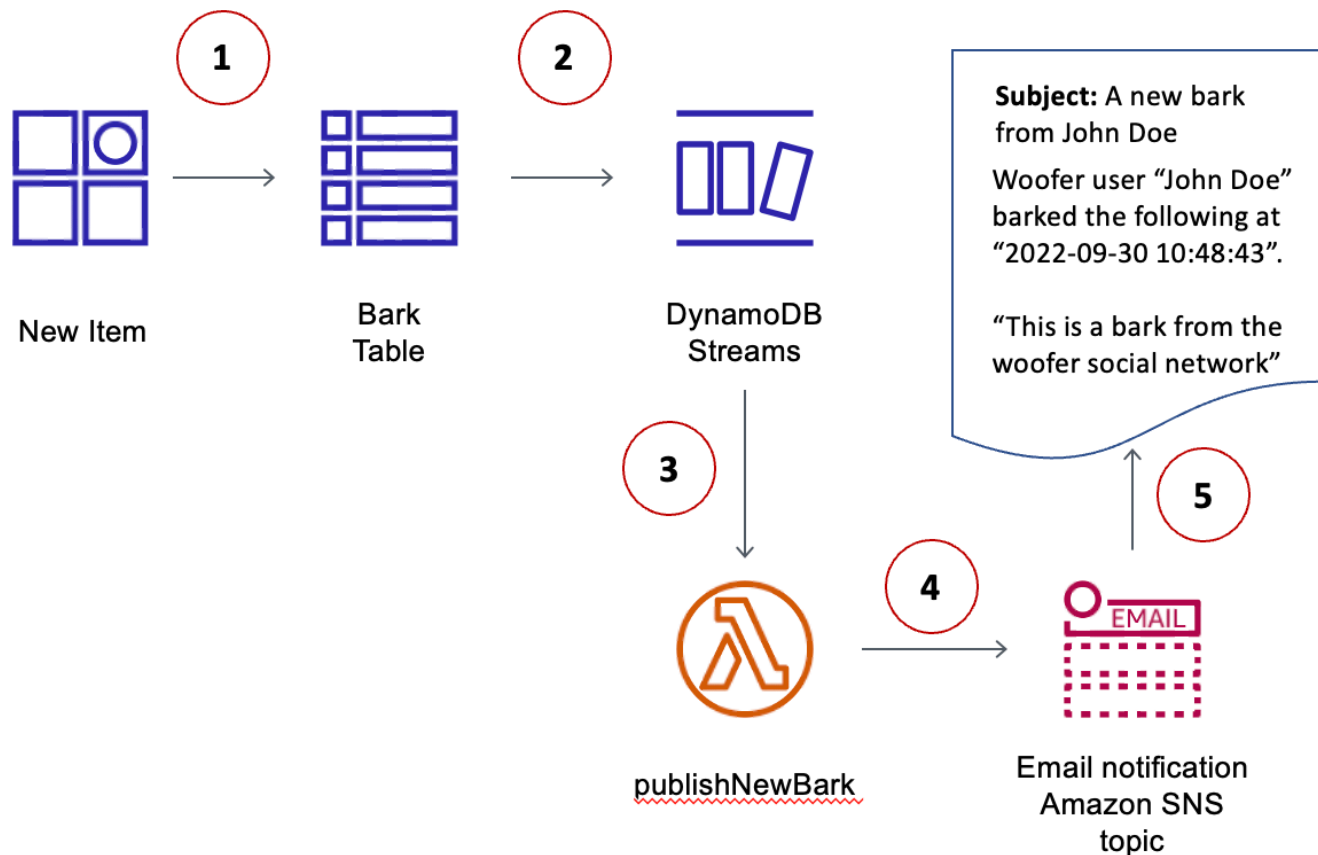 1
2
New Item
Bark
Table
DynamoDB
Streams
Subject: A new bark
from John Doe
Woofer user “John Doe”
barked the following at
“2022-09-30 10:48:43”.
“This is a bark from the
woofer social network”
3
4
5
EMAIL
publishNewBark
Email notification
Amazon SNS
topic